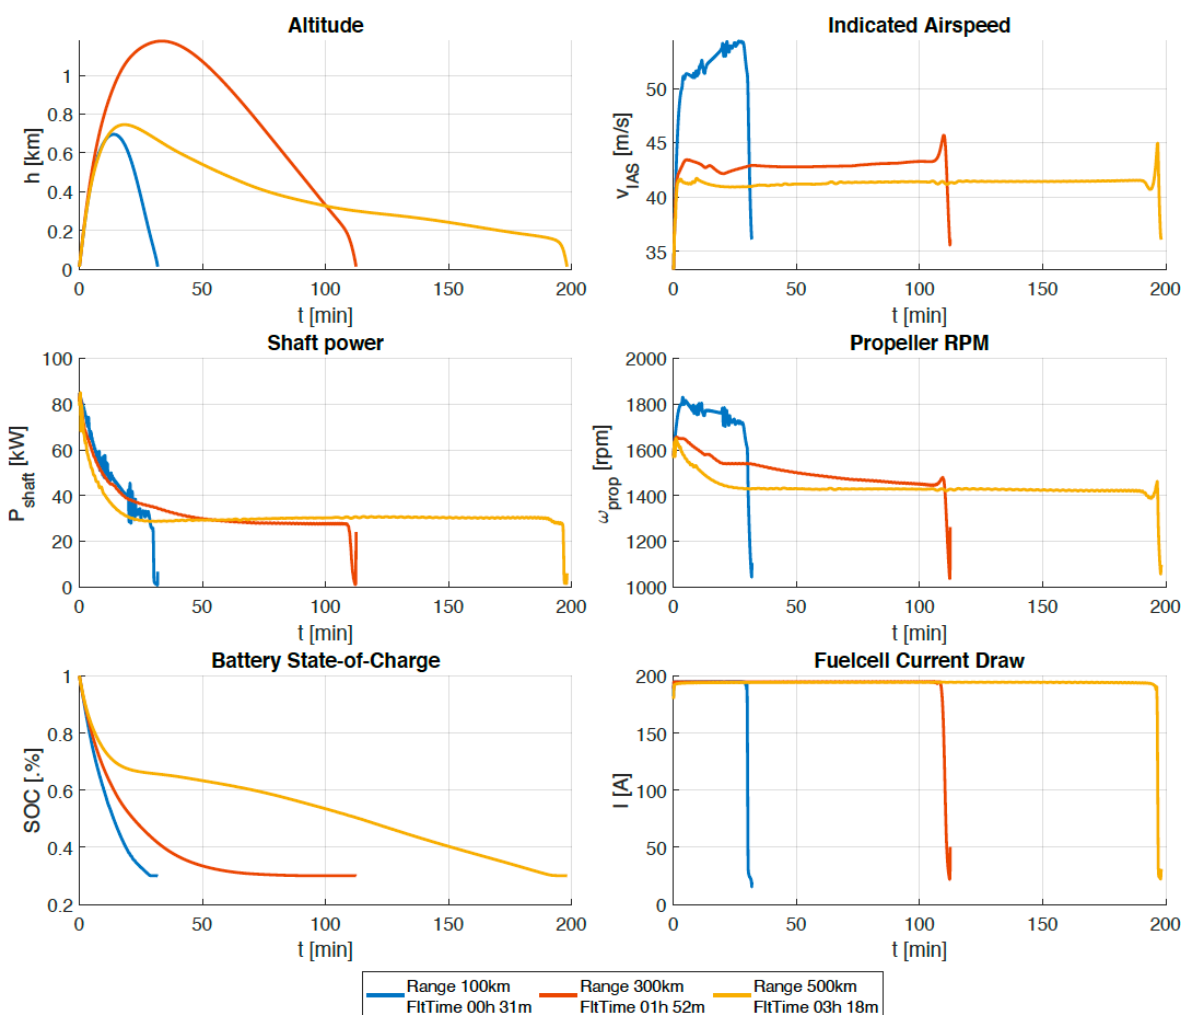 Altitude
h [km]
1
0.8
0.6
0.4
0.2
0
0 50 100 150 200
t [min]
Indicated Airspeed
v_IAS [m/s]
50
45
40
35
0 50 100 150 200
t [min]
Shaft power
P_shaft [kW]
100
80
60
40
20
0
0 50 100 150 200
t [min]
Propeller RPM
ω_prop [rpm]
2000
1800
1600
1400
1200
1000
0 50 100 150 200
t [min]
Battery State-of-Charge
SOC [.%]
1
0.8
0.6
0.4
0.2
0 50 100 150 200
t [min]
Fuelcell Current Draw
I [A]
200
150
100
50
0
0 50 100 150 200
t [min]
Range 100km
FltTime 00h 31m
Range 300km
FltTime 01h 52m
Range 500km
FltTime 03h 18m